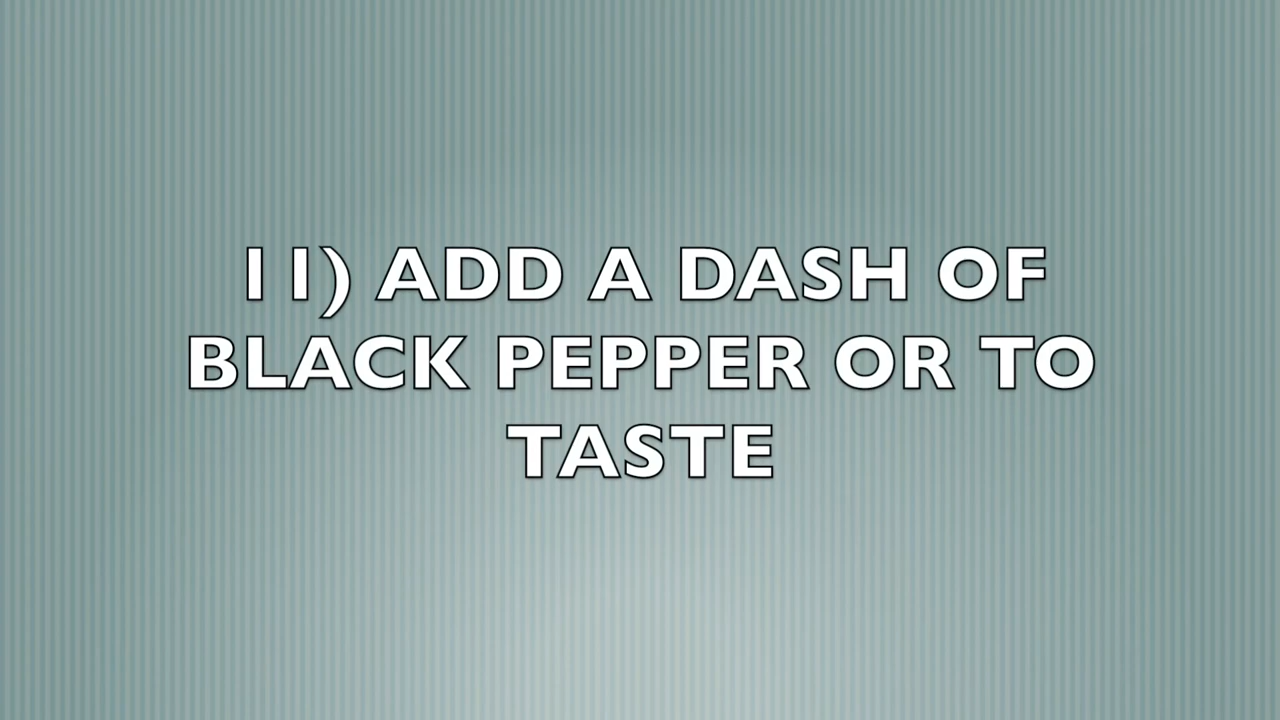 11) ADD A DASH OF
BLACK PEPPER OR TO
TASTE